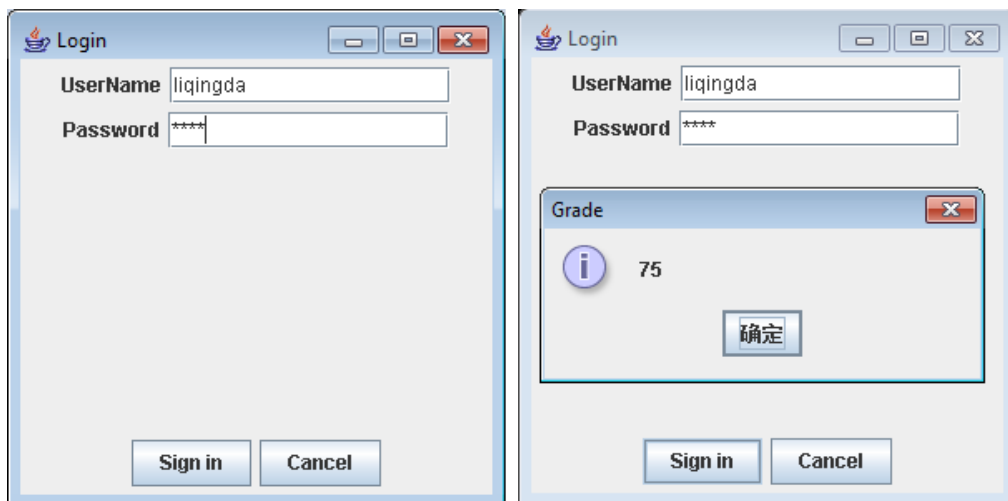 Login
UserName liqingda
Password ****
Sign in Cancel
Login
UserName liqingda
Password ****
Grade
75
确定
Sign in Cancel